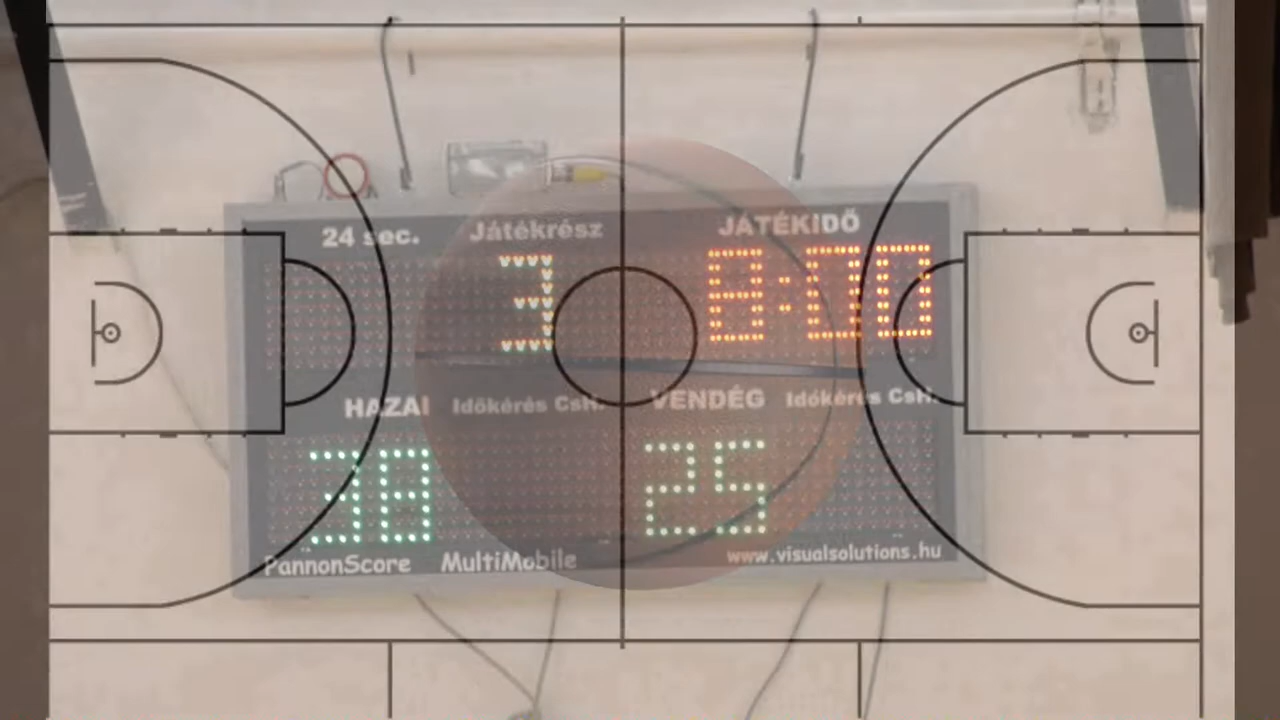 24 sec. Játékrész JÁTÉKIDŐ
3 8:00
HAZAI Időkérés CsH. VENDÉG Időkérés CsH.
38 25
PannonScore MultiMobile www.visualsolutions.hu